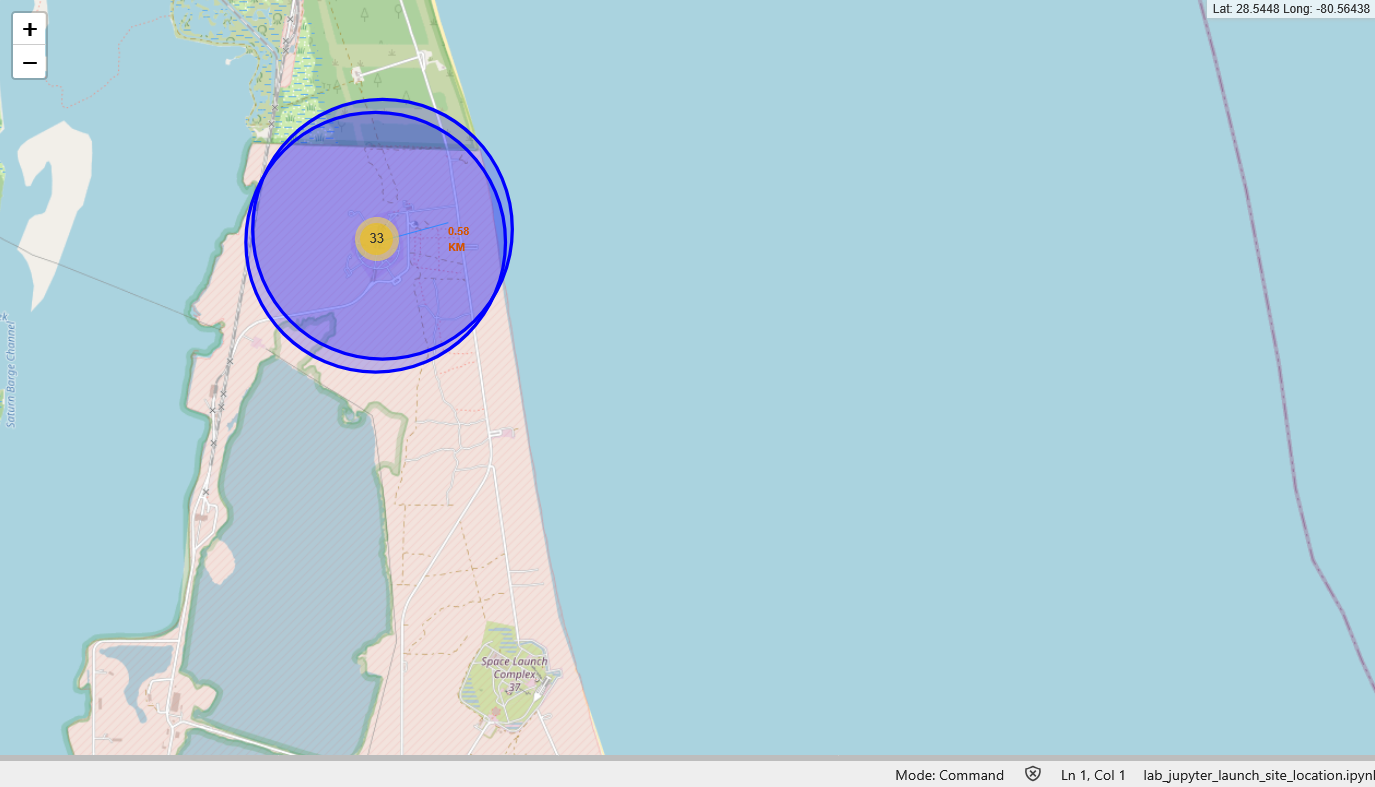 +
Lat: 28.5448 Long: -80.56438
−
0.58
KM
33
Saturn Barge Channel
Space Launch
Complex
37
Mode: Command
Ln 1, Col 1
lab_jupyter_launch_site_location.ipynb